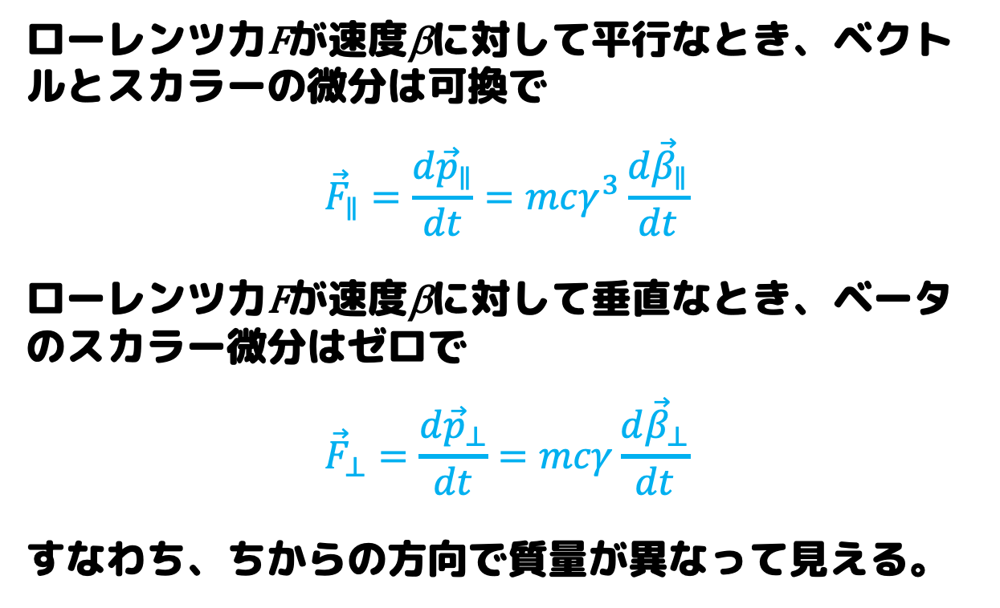 ローレンツ力Fが速度βに対して平行なとき、ベクト
ルとスカラーの微分は可換で
$\vec{F}_{\parallel} = \frac{d\vec{p}_{\parallel}}{dt} = mc\gamma^3 \frac{d\vec{\beta}_{\parallel}}{dt}$
ローレンツ力Fが速度βに対して垂直なとき、ベータ
のスカラー微分はゼロで
$\vec{F}_{\perp} = \frac{d\vec{p}_{\perp}}{dt} = mc\gamma \frac{d\vec{\beta}_{\perp}}{dt}$
すなわち、ちからの方向で質量が異なって見える。